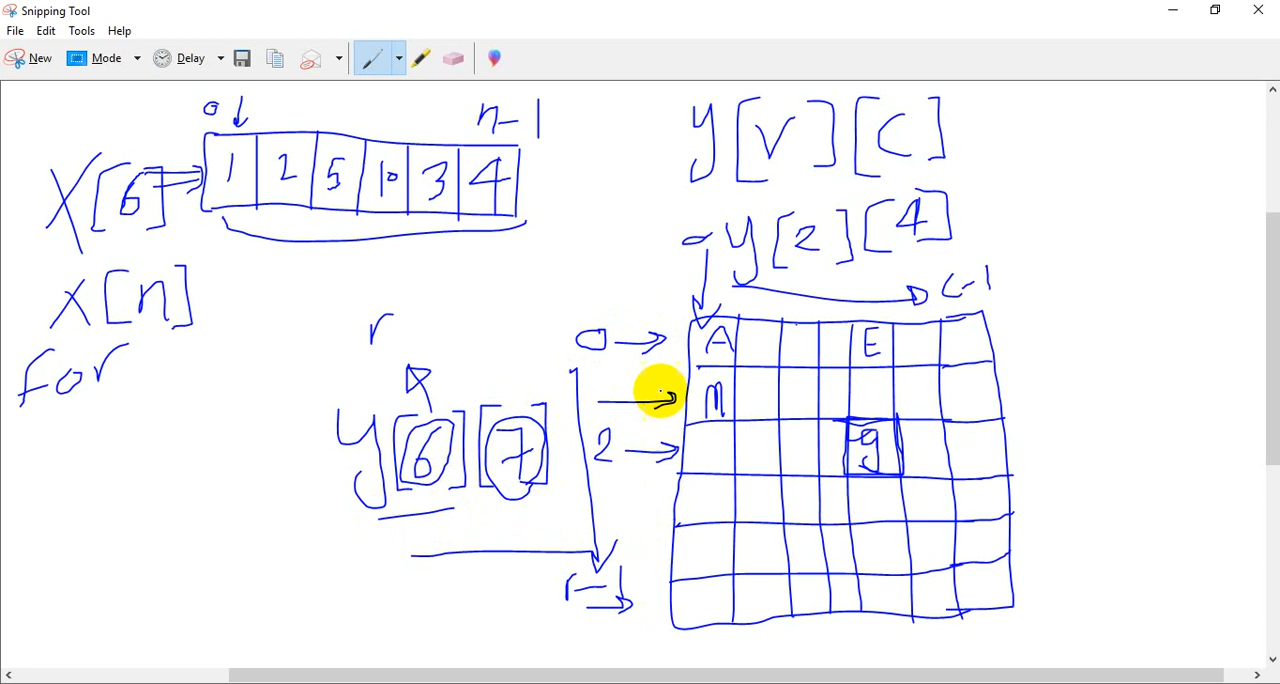 Snipping Tool
File Edit Tools Help
New Mode Delay
0 n-1
X[6] 1 2 5 10 3 4
x[n]
for
y[r][c]
0 y[2][4]
c-1
r
y[6][7]
0 A E
M
2 9
r-1